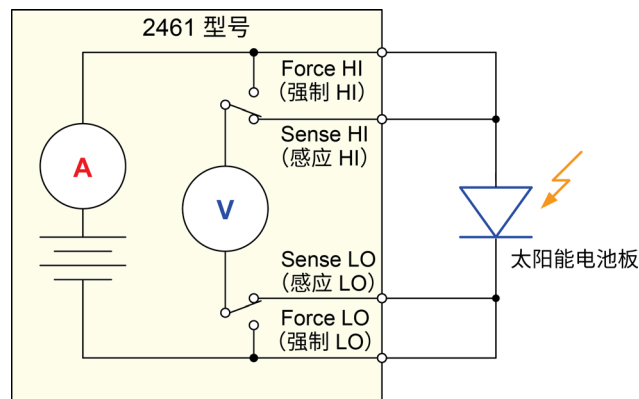 2461 型号
Force HI
（强制 HI）
Sense HI
（感应 HI）
A
V
Sense LO
（感应 LO）
太阳能电池板
Force LO
（强制 LO）